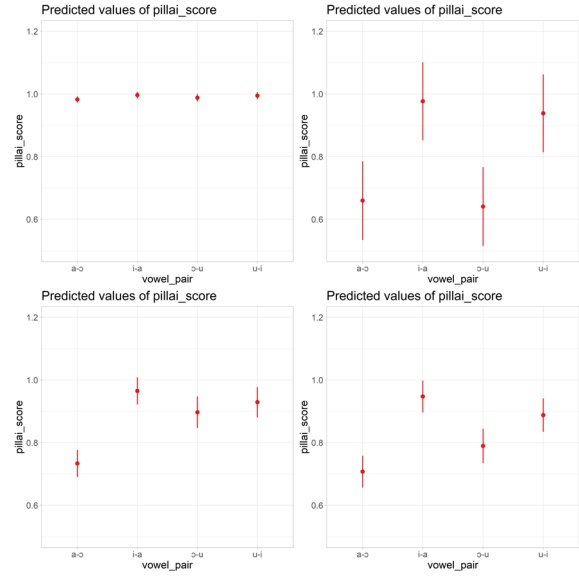 Predicted values of pillai_score
1.2
1.0
0.8
0.6
pillai_score
a-ɔ
i-a
ɔ-u
u-i
vowel_pair
Predicted values of pillai_score
1.2
1.0
0.8
0.6
pillai_score
a-ɔ
i-a
ɔ-u
u-i
vowel_pair
Predicted values of pillai_score
1.2
1.0
0.8
0.6
pillai_score
a-ɔ
i-a
ɔ-u
u-i
vowel_pair
Predicted values of pillai_score
1.2
1.0
0.8
0.6
pillai_score
a-ɔ
i-a
ɔ-u
u-i
vowel_pair